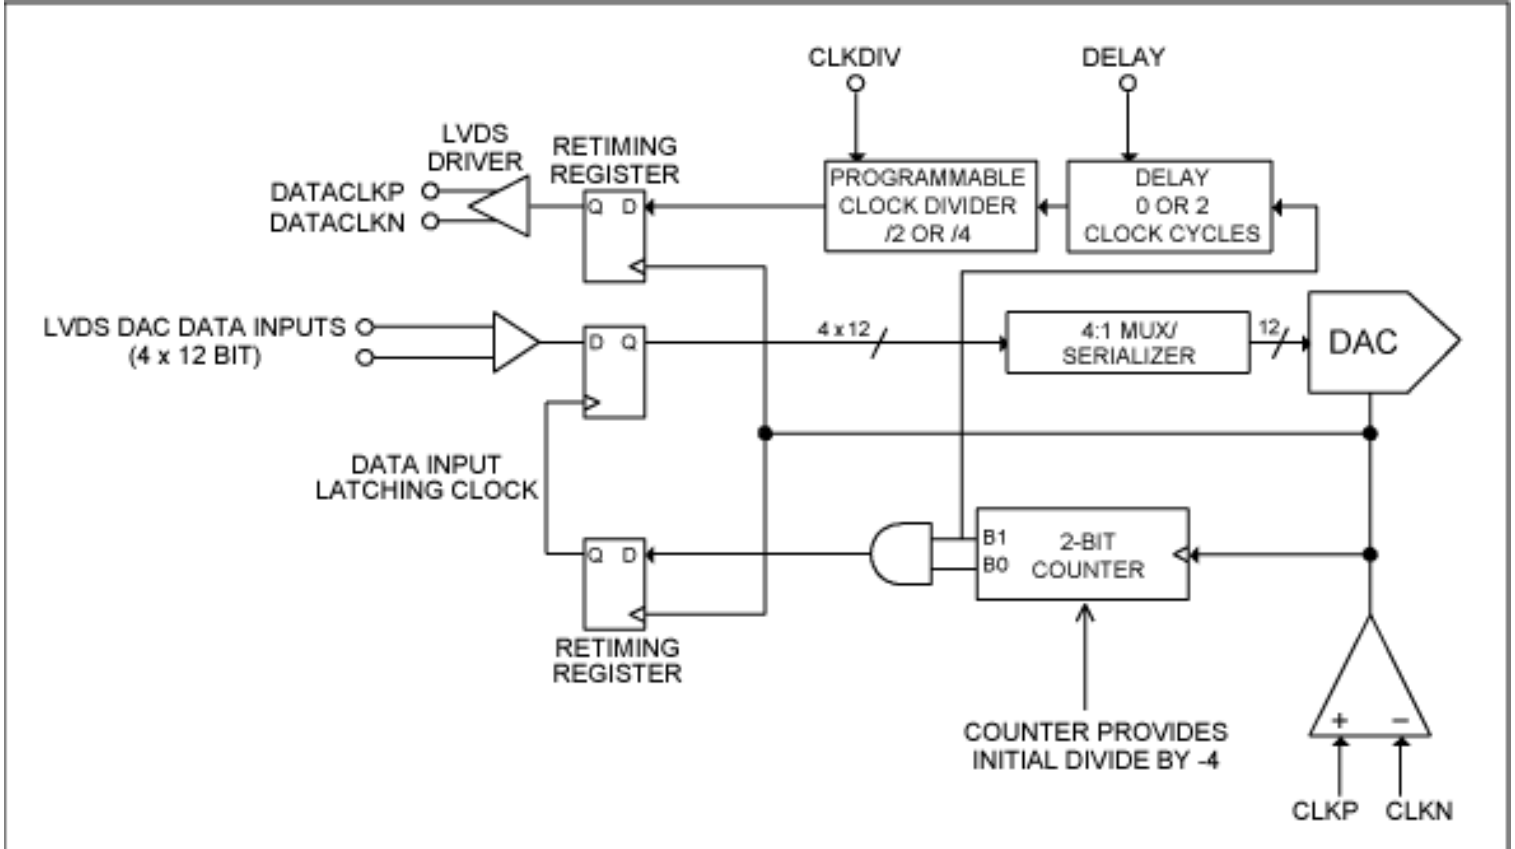 CLKDIV
DELAY
LVDS
DRIVER
RETIMING
REGISTER
DATACLKP
DATACLKN
Q D
PROGRAMMABLE
CLOCK DIVIDER
/2 OR /4
DELAY
0 OR 2
CLOCK CYCLES
LVDS DAC DATA INPUTS
(4 x 12 BIT)
D Q
4 x 12
4:1 MUX/
SERIALIZER
12
DAC
DATA INPUT
LATCHING CLOCK
Q D
B1
B0
2-BIT
COUNTER
RETIMING
REGISTER
COUNTER PROVIDES
INITIAL DIVIDE BY -4
+ −
CLKP
CLKN